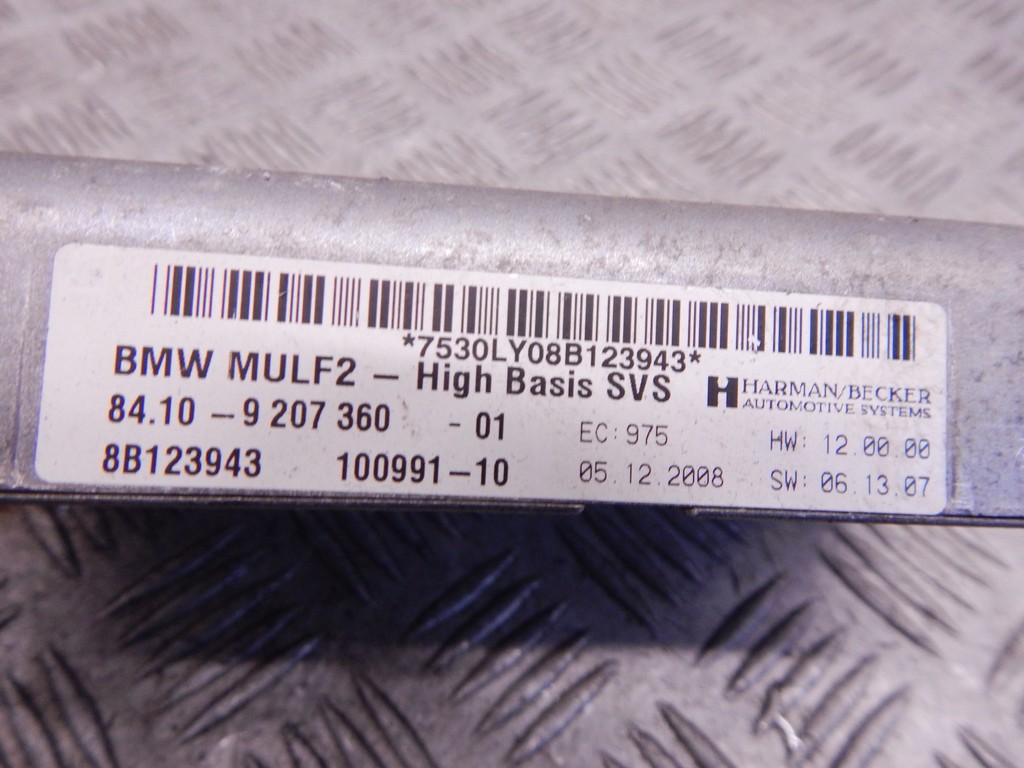 *7530LY08B123943*
BMW MULF2 – High Basis SVS
HARMAN/BECKER
AUTOMOTIVE SYSTEMS
84.10 – 9 207 360 - 01
EC: 975
HW: 12.00.00
8B123943 100991–10
05.12.2008
SW: 06.13.07